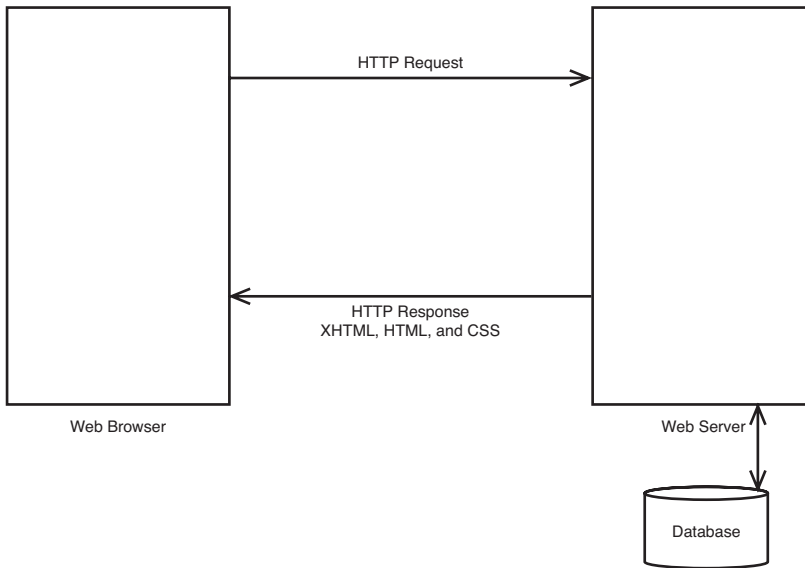 HTTP Request
HTTP Response
XHTML, HTML, and CSS
Web Browser
Web Server
Database